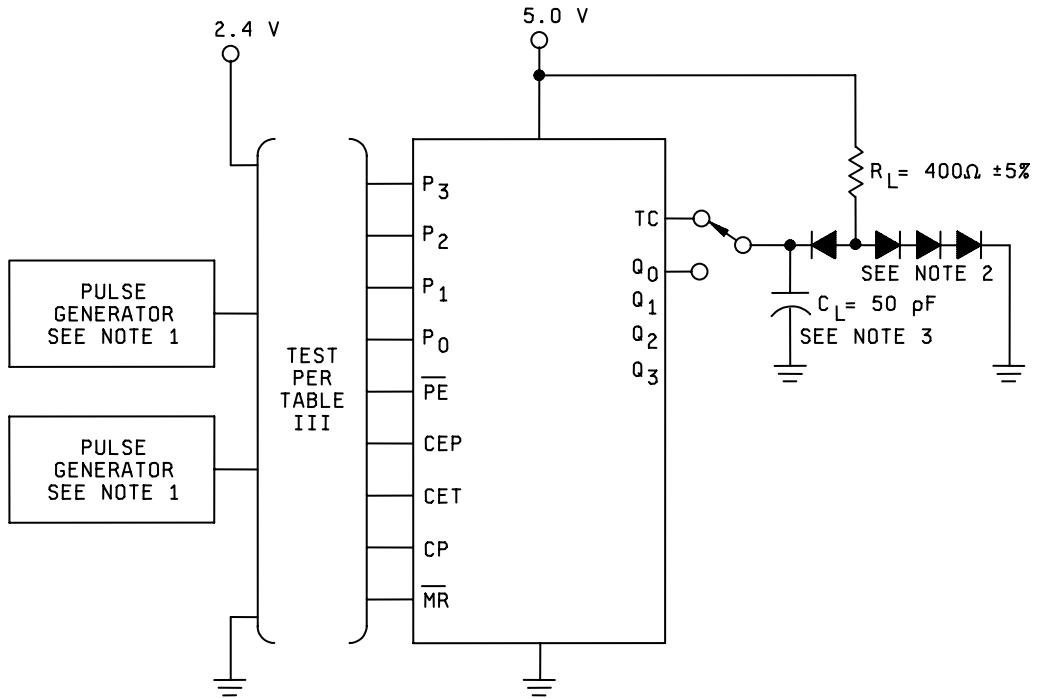 2.4 V
5.0 V
PULSE
GENERATOR
SEE NOTE 1
PULSE
GENERATOR
SEE NOTE 1
TEST
PER
TABLE
III
P3
P2
P1
P0
P̅E̅
CEP
CET
CP
M̅R̅
TC
Q0
Q1
Q2
Q3
RL= 400Ω ±5%
SEE NOTE 2
CL= 50 pF
SEE NOTE 3